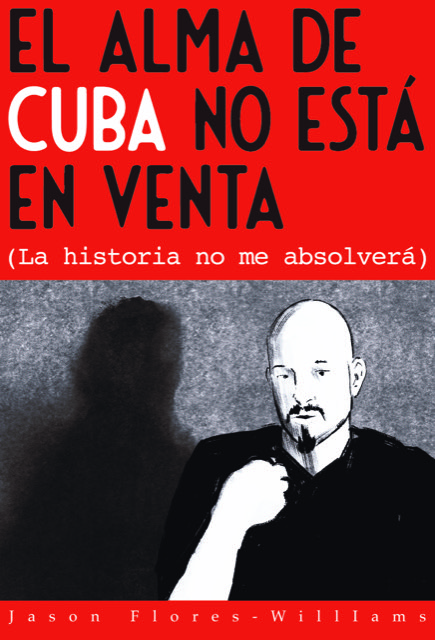 EL ALMA DE
CUBA NO ESTÁ
EN VENTA
(La historia no me absolverá)
Jason Flores-WillIams